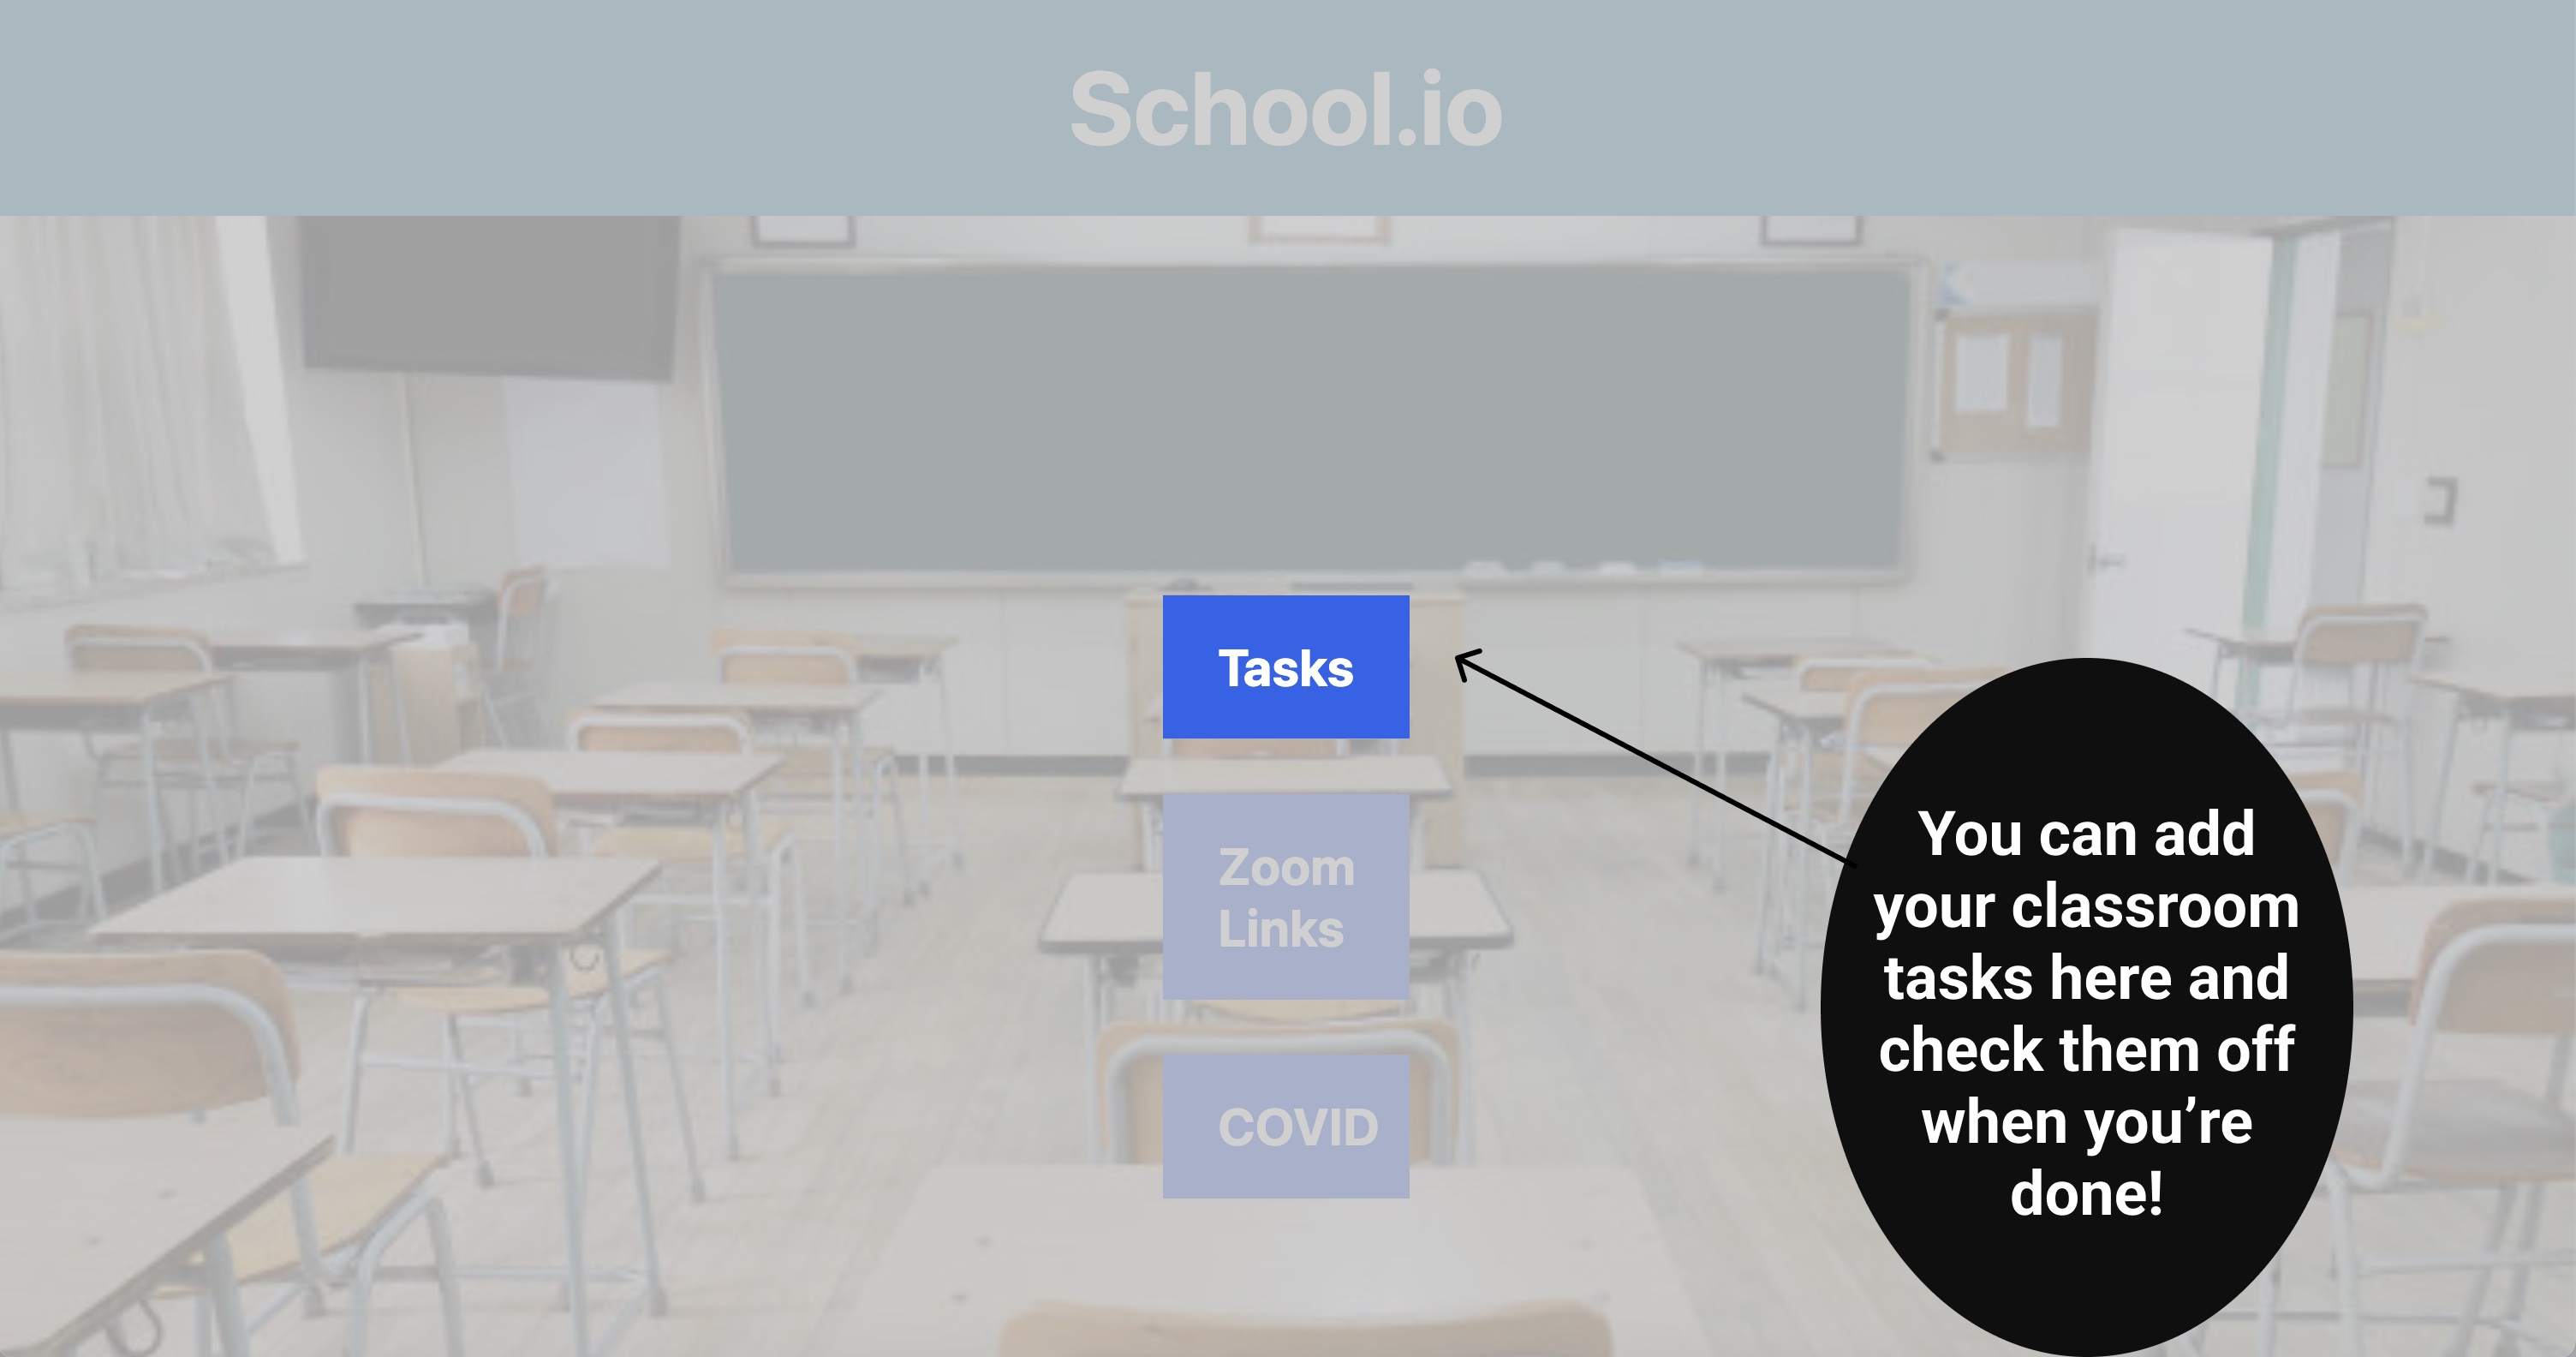 School.io
Tasks
Zoom
Links
COVID
You can add
your classroom
tasks here and
check them off
when you’re
done!